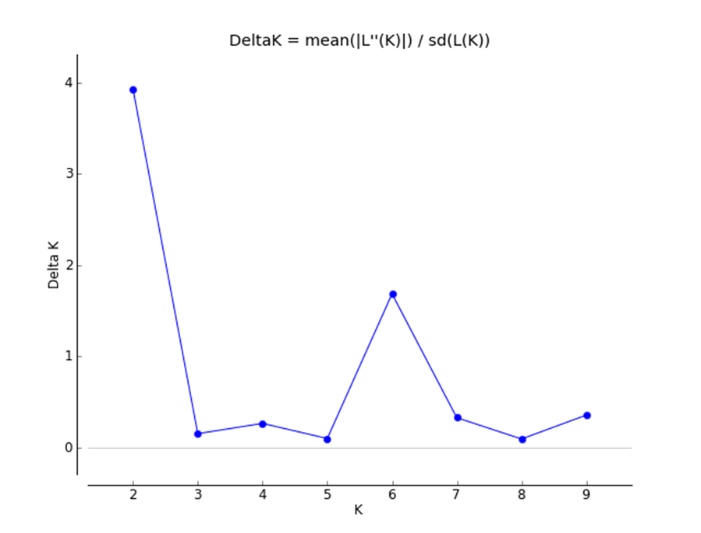 DeltaK = mean(|L''(K)|) / sd(L(K))
4
3
2
1
0
Delta K
2 3 4 5 6 7 8 9
K